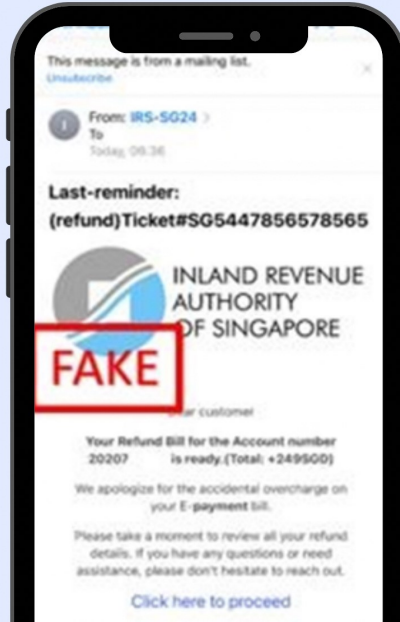 This message is from a mailing list.
Unsubscribe
From: IRS-SG24 >
To
Today, 06:36
Last-reminder:
(refund)Ticket#SG5447856578565
INLAND REVENUE
AUTHORITY
OF SINGAPORE
FAKE
customer
Your Refund Bill for the Account number
20207 is ready.(Total: +249SGD)
We apologize for the accidental overcharge on
your E-payment bill.
Please take a moment to review all your refund
details. If you have any questions or need
assistance, please don't hesitate to reach out.
Click here to proceed